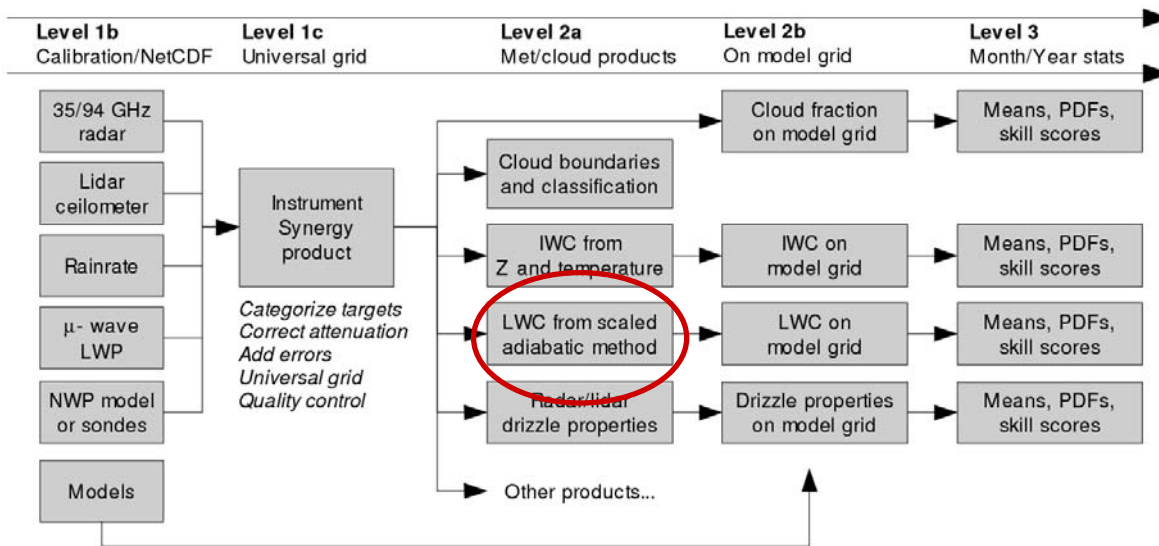 Level 1b
Calibration/NetCDF
Level 1c
Universal grid
Level 2a
Met/cloud products
Level 2b
On model grid
Level 3
Month/Year stats
35/94 GHz
radar
Lidar
ceilometer
Rainrate
μ- wave
LWP
NWP model
or sondes
Models
Instrument
Synergy
product
Categorize targets
Correct attenuation
Add errors
Universal grid
Quality control
Cloud boundaries
and classification
IWC from
Z and temperature
LWC from scaled
adiabatic method
Radar/lidar
drizzle properties
Other products...
Cloud fraction
on model grid
IWC on
model grid
LWC on
model grid
Drizzle properties
on model grid
Means, PDFs,
skill scores
Means, PDFs,
skill scores
Means, PDFs,
skill scores
Means, PDFs,
skill scores